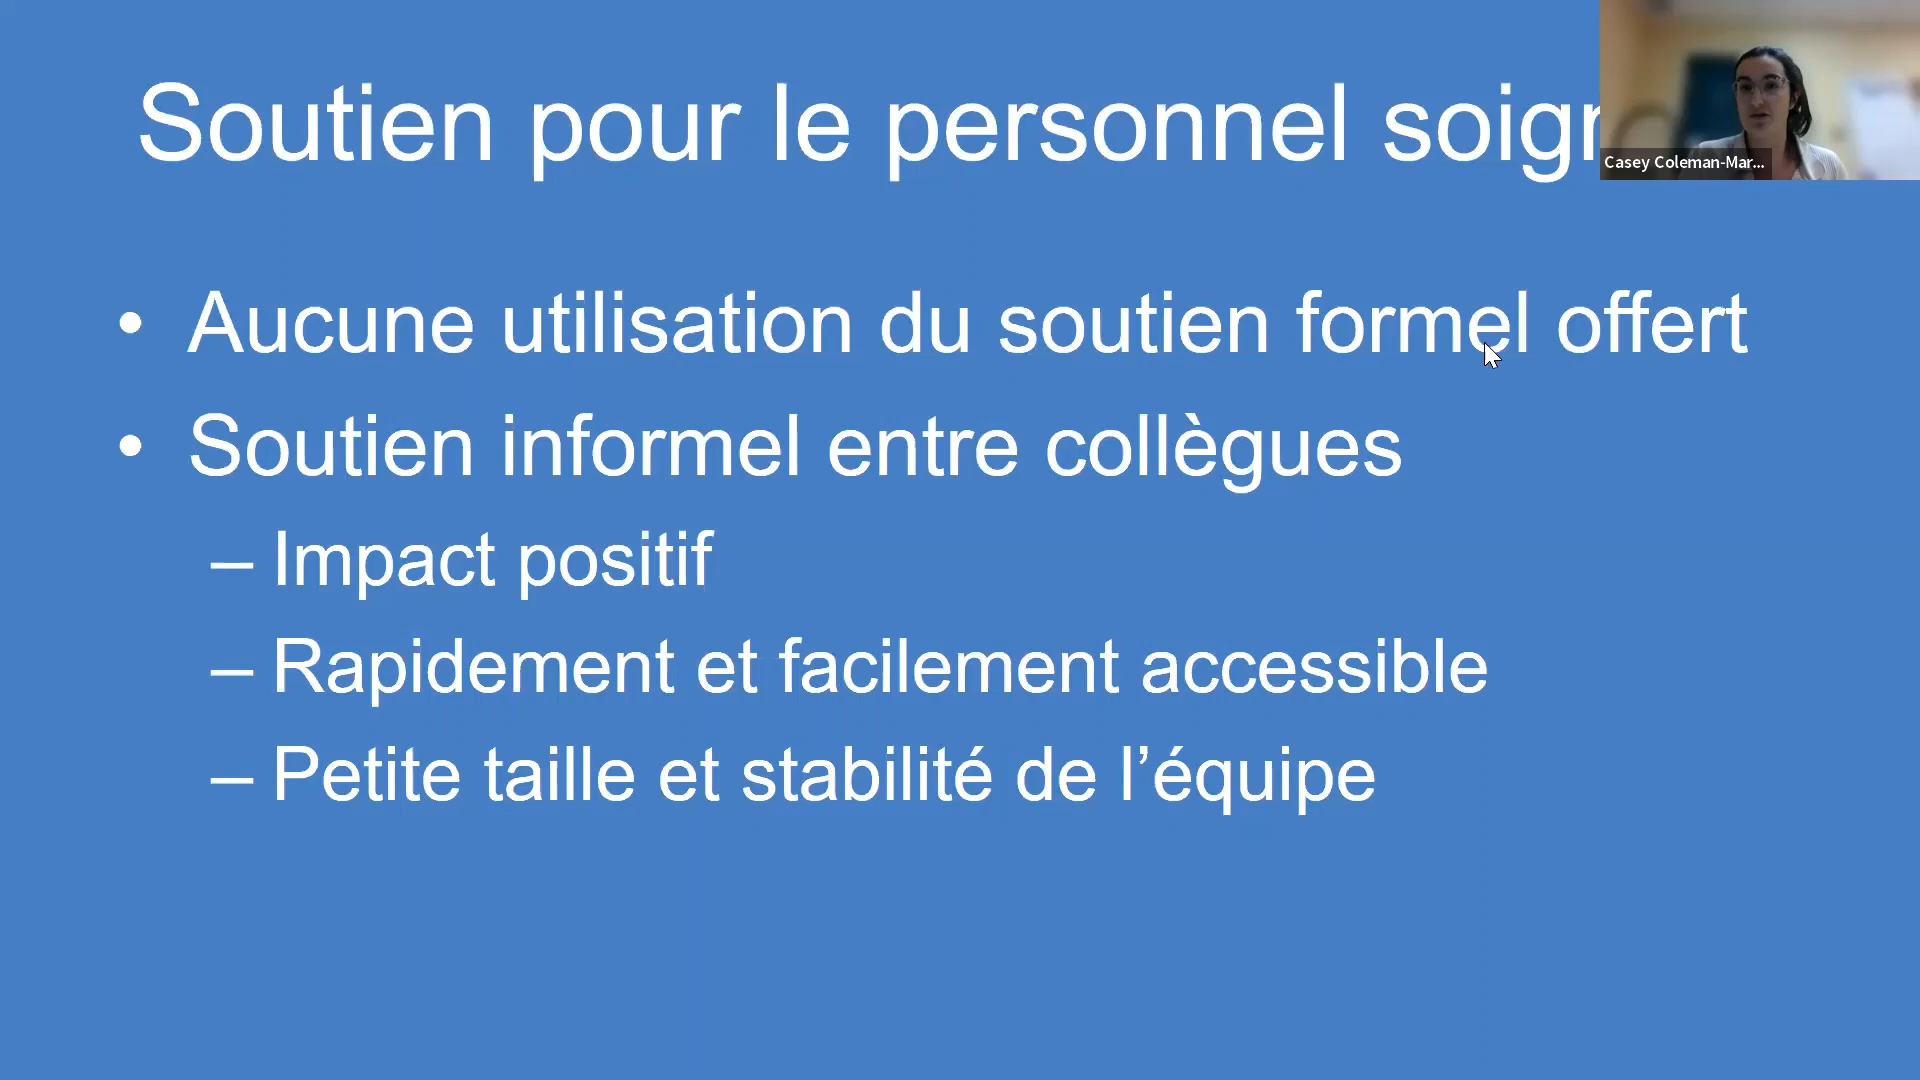 Soutien pour le personnel
Casey Coleman-Mar...
• Aucune utilisation du soutien formel offert
• Soutien informel entre collègues
– Impact positif
– Rapidement et facilement accessible
– Petite taille et stabilité de l’équipe